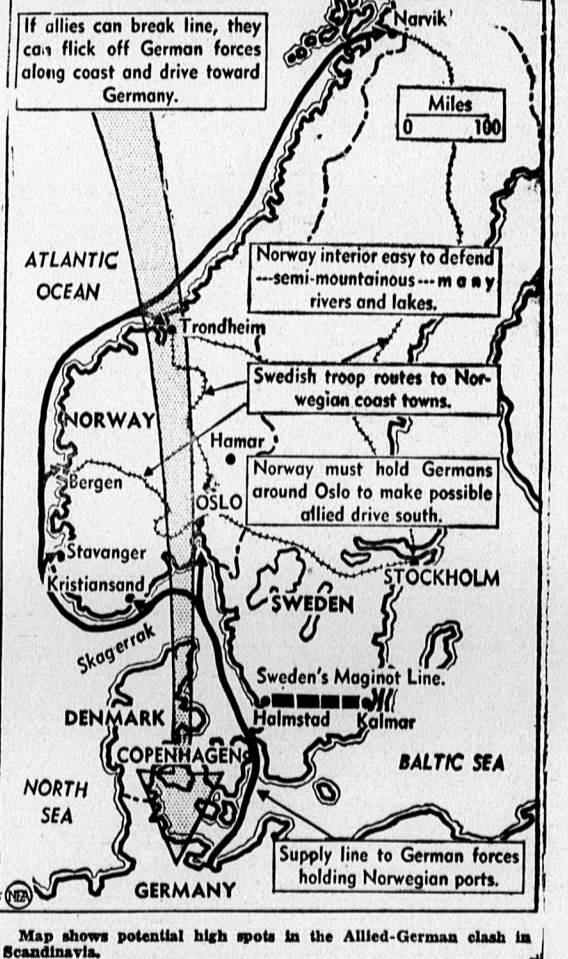 If allies can break line, they
can flick off German forces
along coast and drive toward
Germany.
Narvik
Miles
0 100
ATLANTIC
OCEAN
Norway interior easy to defend
---semi-mountainous---many
rivers and lakes.
Trondheim
Swedish troop routes to Nor-
wegian coast towns.
NORWAY
Hamar
Bergen
Norway must hold Germans
around Oslo to make possible
allied drive south.
OSLO
Stavanger
Kristiansand
STOCKHOLM
SWEDEN
Skagerrak
Sweden's Maginot Line.
DENMARK
Halmstad Kalmar
COPENHAGEN
BALTIC SEA
NORTH
SEA
Supply line to German forces
holding Norwegian ports.
GERMANY
NEA
Map shows potential high spots in the Allied-German clash in
Scandinavia.